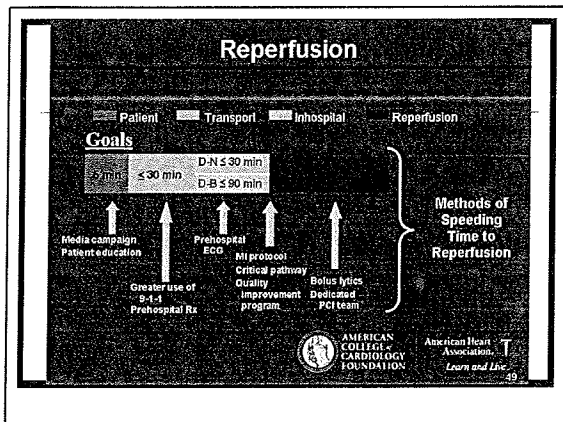 Reperfusion
Patient Transport Inhospital Reperfusion
Goals
5 min ≤ 30 min D-N ≤ 30 min
D-B ≤ 90 min
Media campaign
Patient education
Greater use of
9-1-1
Prehospital Rx
Prehospital
ECG
MI protocol
Critical pathway
Quality
improvement
program
Bolus lytics
Dedicated
PCI team
Methods of
Speeding
Time to
Reperfusion
AMERICAN
COLLEGE of
CARDIOLOGY
FOUNDATION
American Heart
Association.
Learn and Live
49